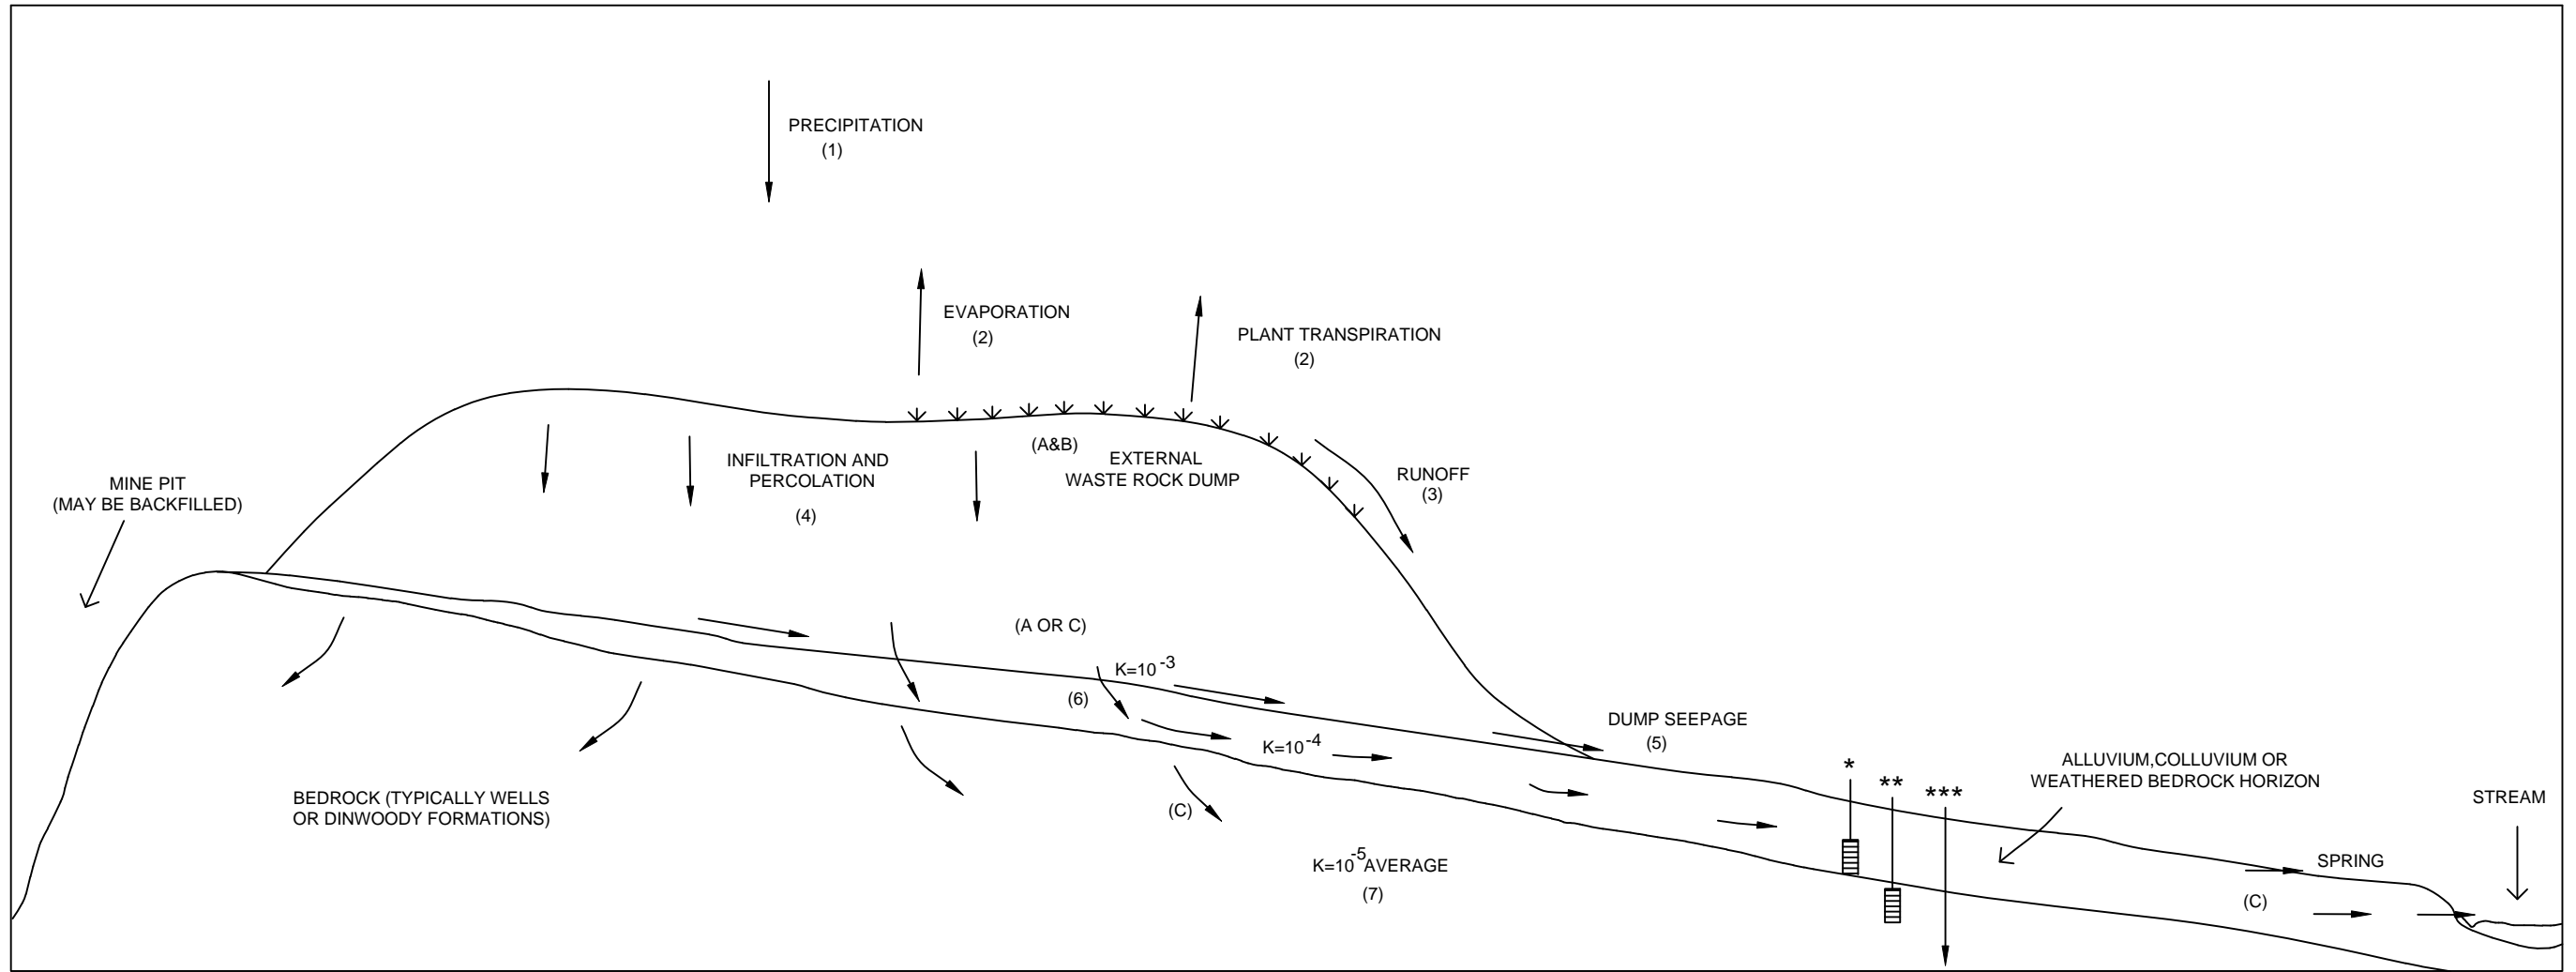 PRECIPITATION
(1)
EVAPORATION
(2)
PLANT TRANSPIRATION
(2)
(A&B)
EXTERNAL
WASTE ROCK DUMP
INFILTRATION AND
PERCOLATION
(4)
RUNOFF
(3)
MINE PIT
(MAY BE BACKFILLED)
(A OR C)
K=10-3
(6)
K=10-4
DUMP SEEPAGE
(5)
*
**
***
ALLUVIUM,COLLUVIUM OR
WEATHERED BEDROCK HORIZON
STREAM
BEDROCK (TYPICALLY WELLS
OR DINWOODY FORMATIONS)
(C)
K=10-5AVERAGE
(7)
SPRING
(C)